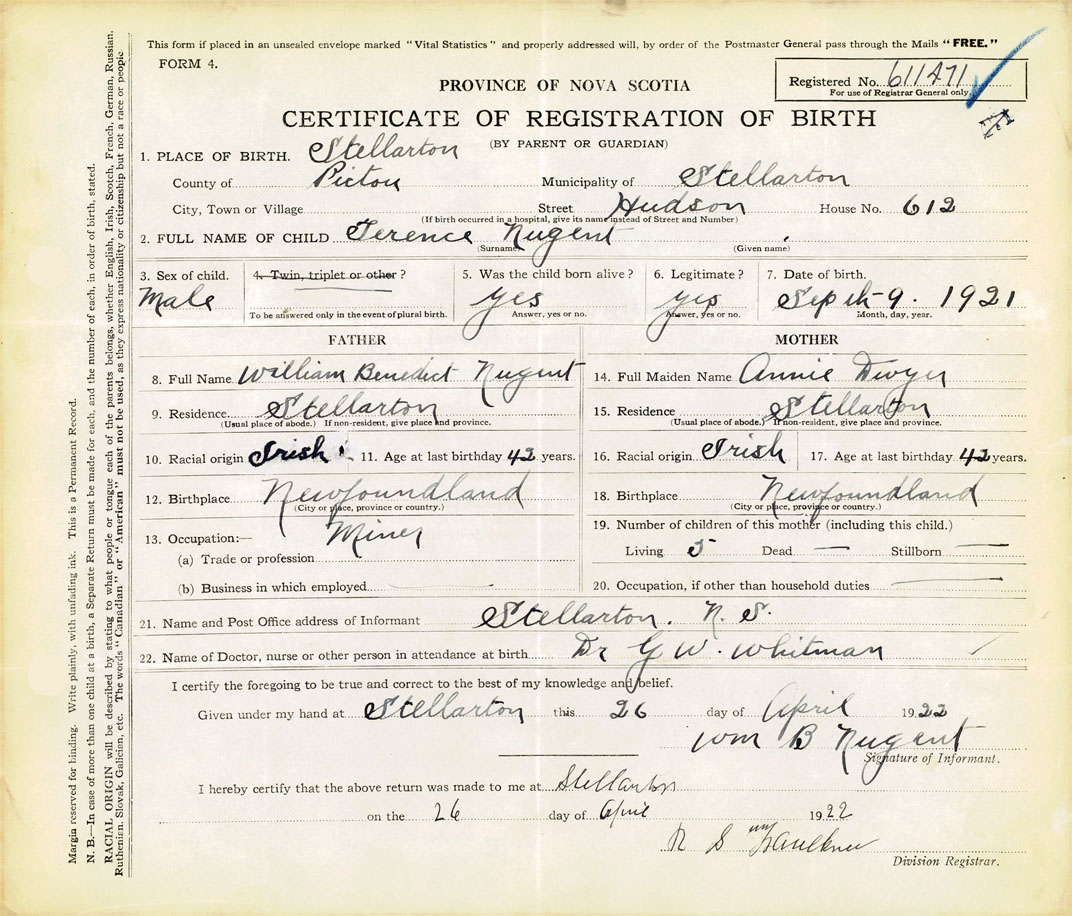 This form if placed in an unsealed envelope marked "Vital Statistics" and properly addressed will, by order of the Postmaster General pass through the Mails "FREE."
FORM 4.
Registered No. 611471
For use of Registrar General only.
PROVINCE OF NOVA SCOTIA
CERTIFICATE OF REGISTRATION OF BIRTH
(BY PARENT OR GUARDIAN)
1. PLACE OF BIRTH. Stellarton
County of Pictou Municipality of Stellarton
City, Town or Village Street Hudson House No. 612
(If birth occurred in a hospital, give its name instead of Street and Number)
2. FULL NAME OF CHILD Terence Nugent
(Surname) (Given name)
3. Sex of child. 4. Twin, triplet or other? 5. Was the child born alive? 6. Legitimate? 7. Date of birth.
Male yes yes Sept 9. 1921
To be answered only in the event of plural birth. Answer, yes or no. Answer, yes or no. Month, day, year.
FATHER MOTHER
8. Full Name William Benedict Nugent 14. Full Maiden Name Annie Dwyer
9. Residence Stellarton 15. Residence Stellarton
(Usual place of abode.) If non-resident, give place and province. (Usual place of abode.) If non-resident, give place and province.
10. Racial origin Irish 11. Age at last birthday 42 years. 16. Racial origin Irish 17. Age at last birthday 42 years.
12. Birthplace Newfoundland 18. Birthplace Newfoundland
(City or place, province or country.) (City or place, province or country.)
13. Occupation:— Miner 19. Number of children of this mother (including this child.)
(a) Trade or profession Living 5 Dead — Stillborn —
(b) Business in which employed 20. Occupation, if other than household duties
21. Name and Post Office address of Informant Stellarton. N. S.
22. Name of Doctor, nurse or other person in attendance at birth Dr G W. Whitman
I certify the foregoing to be true and correct to the best of my knowledge and belief.
Given under my hand at Stellarton this 26 day of April 1922
Wm B Nugent
Signature of Informant.
I hereby certify that the above return was made to me at Stellarton
on the 26 day of April 1922
R S Faulkner
Division Registrar.
Margin reserved for binding. Write plainly, with unfading ink. This is a Permanent Record.
N. B.—In case of more than one child at a birth, a Separate Return must be made for each, and the number of each, in order of birth, stated.
RACIAL ORIGIN will be described by stating to what people or tongue each of the parents belongs, whether English, Irish, Scotch, French, German, Russian,
Ruthenian, Slovak, Galician, etc. The words "Canadian" or "American" must not be used, as they express nationality or citizenship but not a race or people